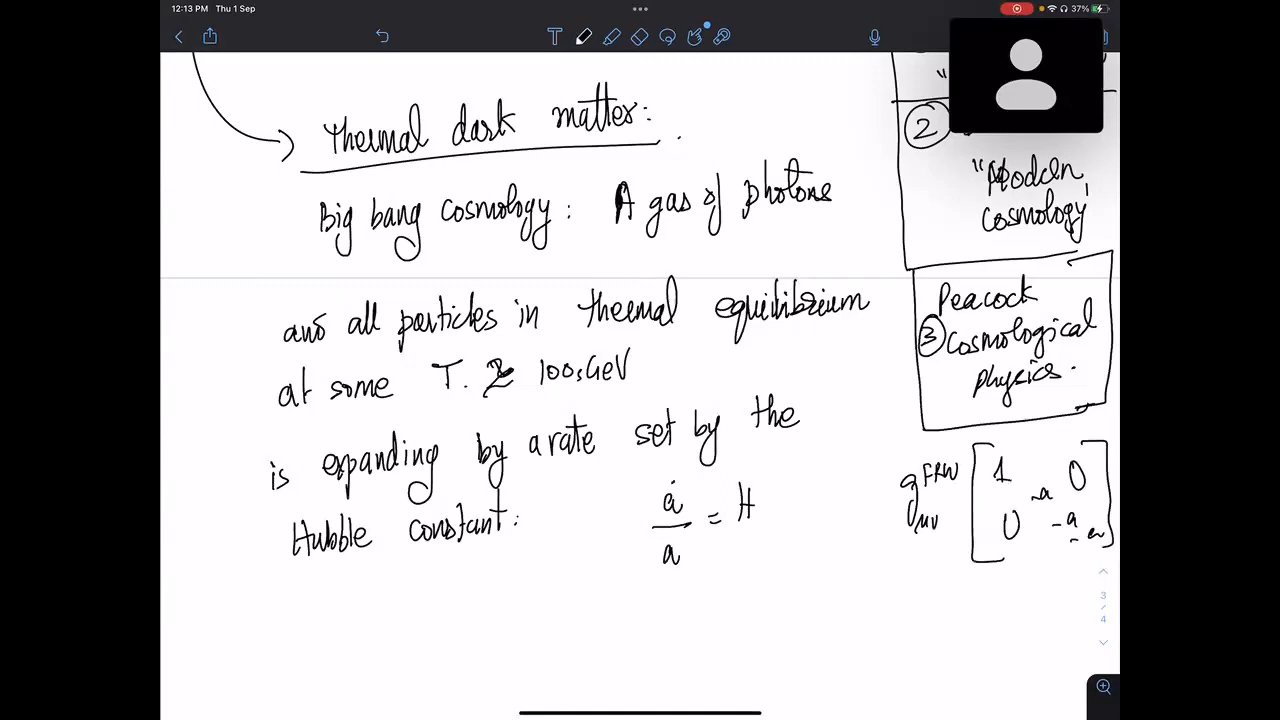 12:13 PM Thu 1 Sep
37%
Thermal dark matter:
Big bang cosmology: A gas of photons
and all particles in thermal equilibrium
at some T. ≳ 100 GeV
is expanding by a rate set by the
Hubble constant: ȧ/a = H
②
"Modern
cosmology"
Peacock
③ Cosmological
physics.
g^FRW_μν [1 0
-a
0 -a
3
/
4